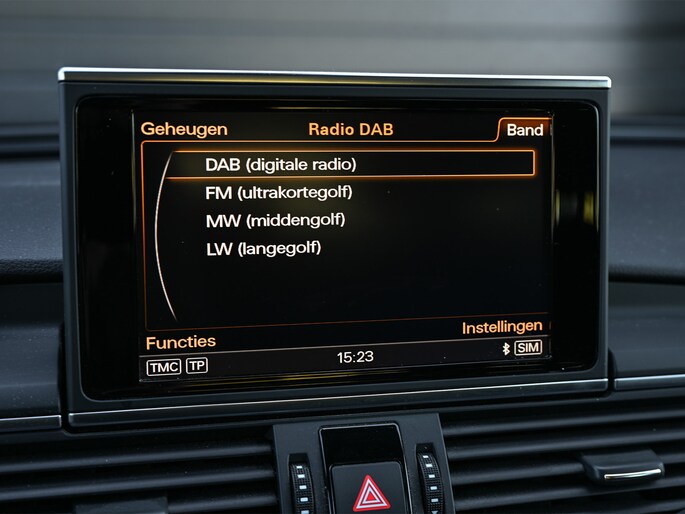 Geheugen Radio DAB Band
DAB (digitale radio)
FM (ultrakortegolf)
MW (middengolf)
LW (langegolf)
Functies Instellingen
TMC TP 15:23 SIM